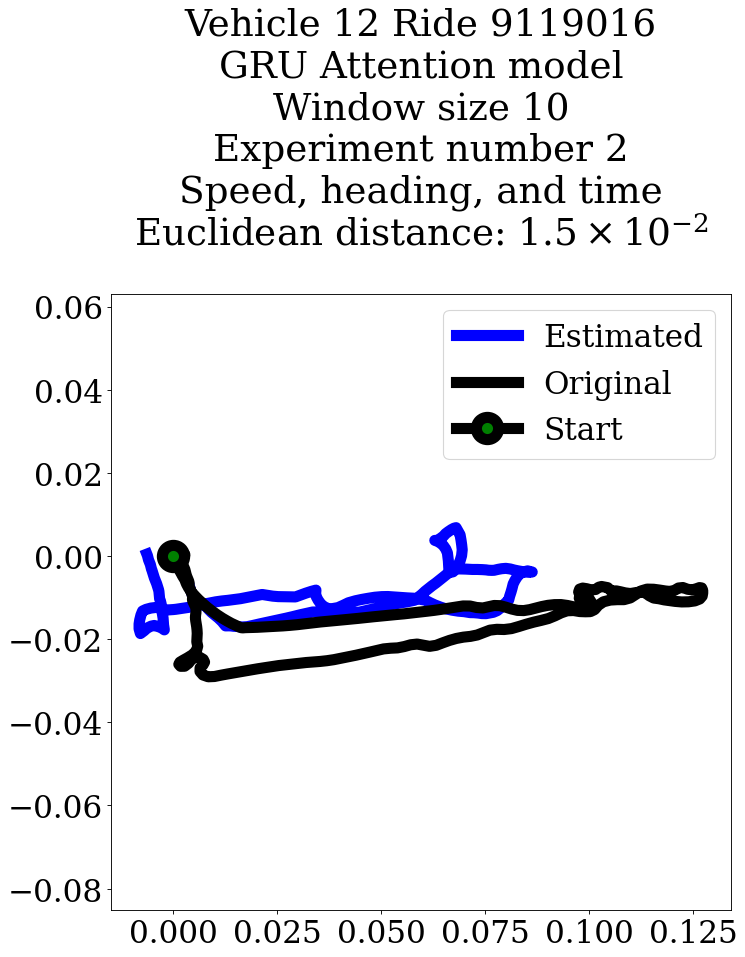 Vehicle 12 Ride 9119016
GRU Attention model
Window size 10
Experiment number 2
Speed, heading, and time
Euclidean distance: 1.5 × 10⁻²
Estimated
Original
Start
0.06
0.04
0.02
0.00
−0.02
−0.04
−0.06
−0.08
0.000 0.025 0.050 0.075 0.100 0.125